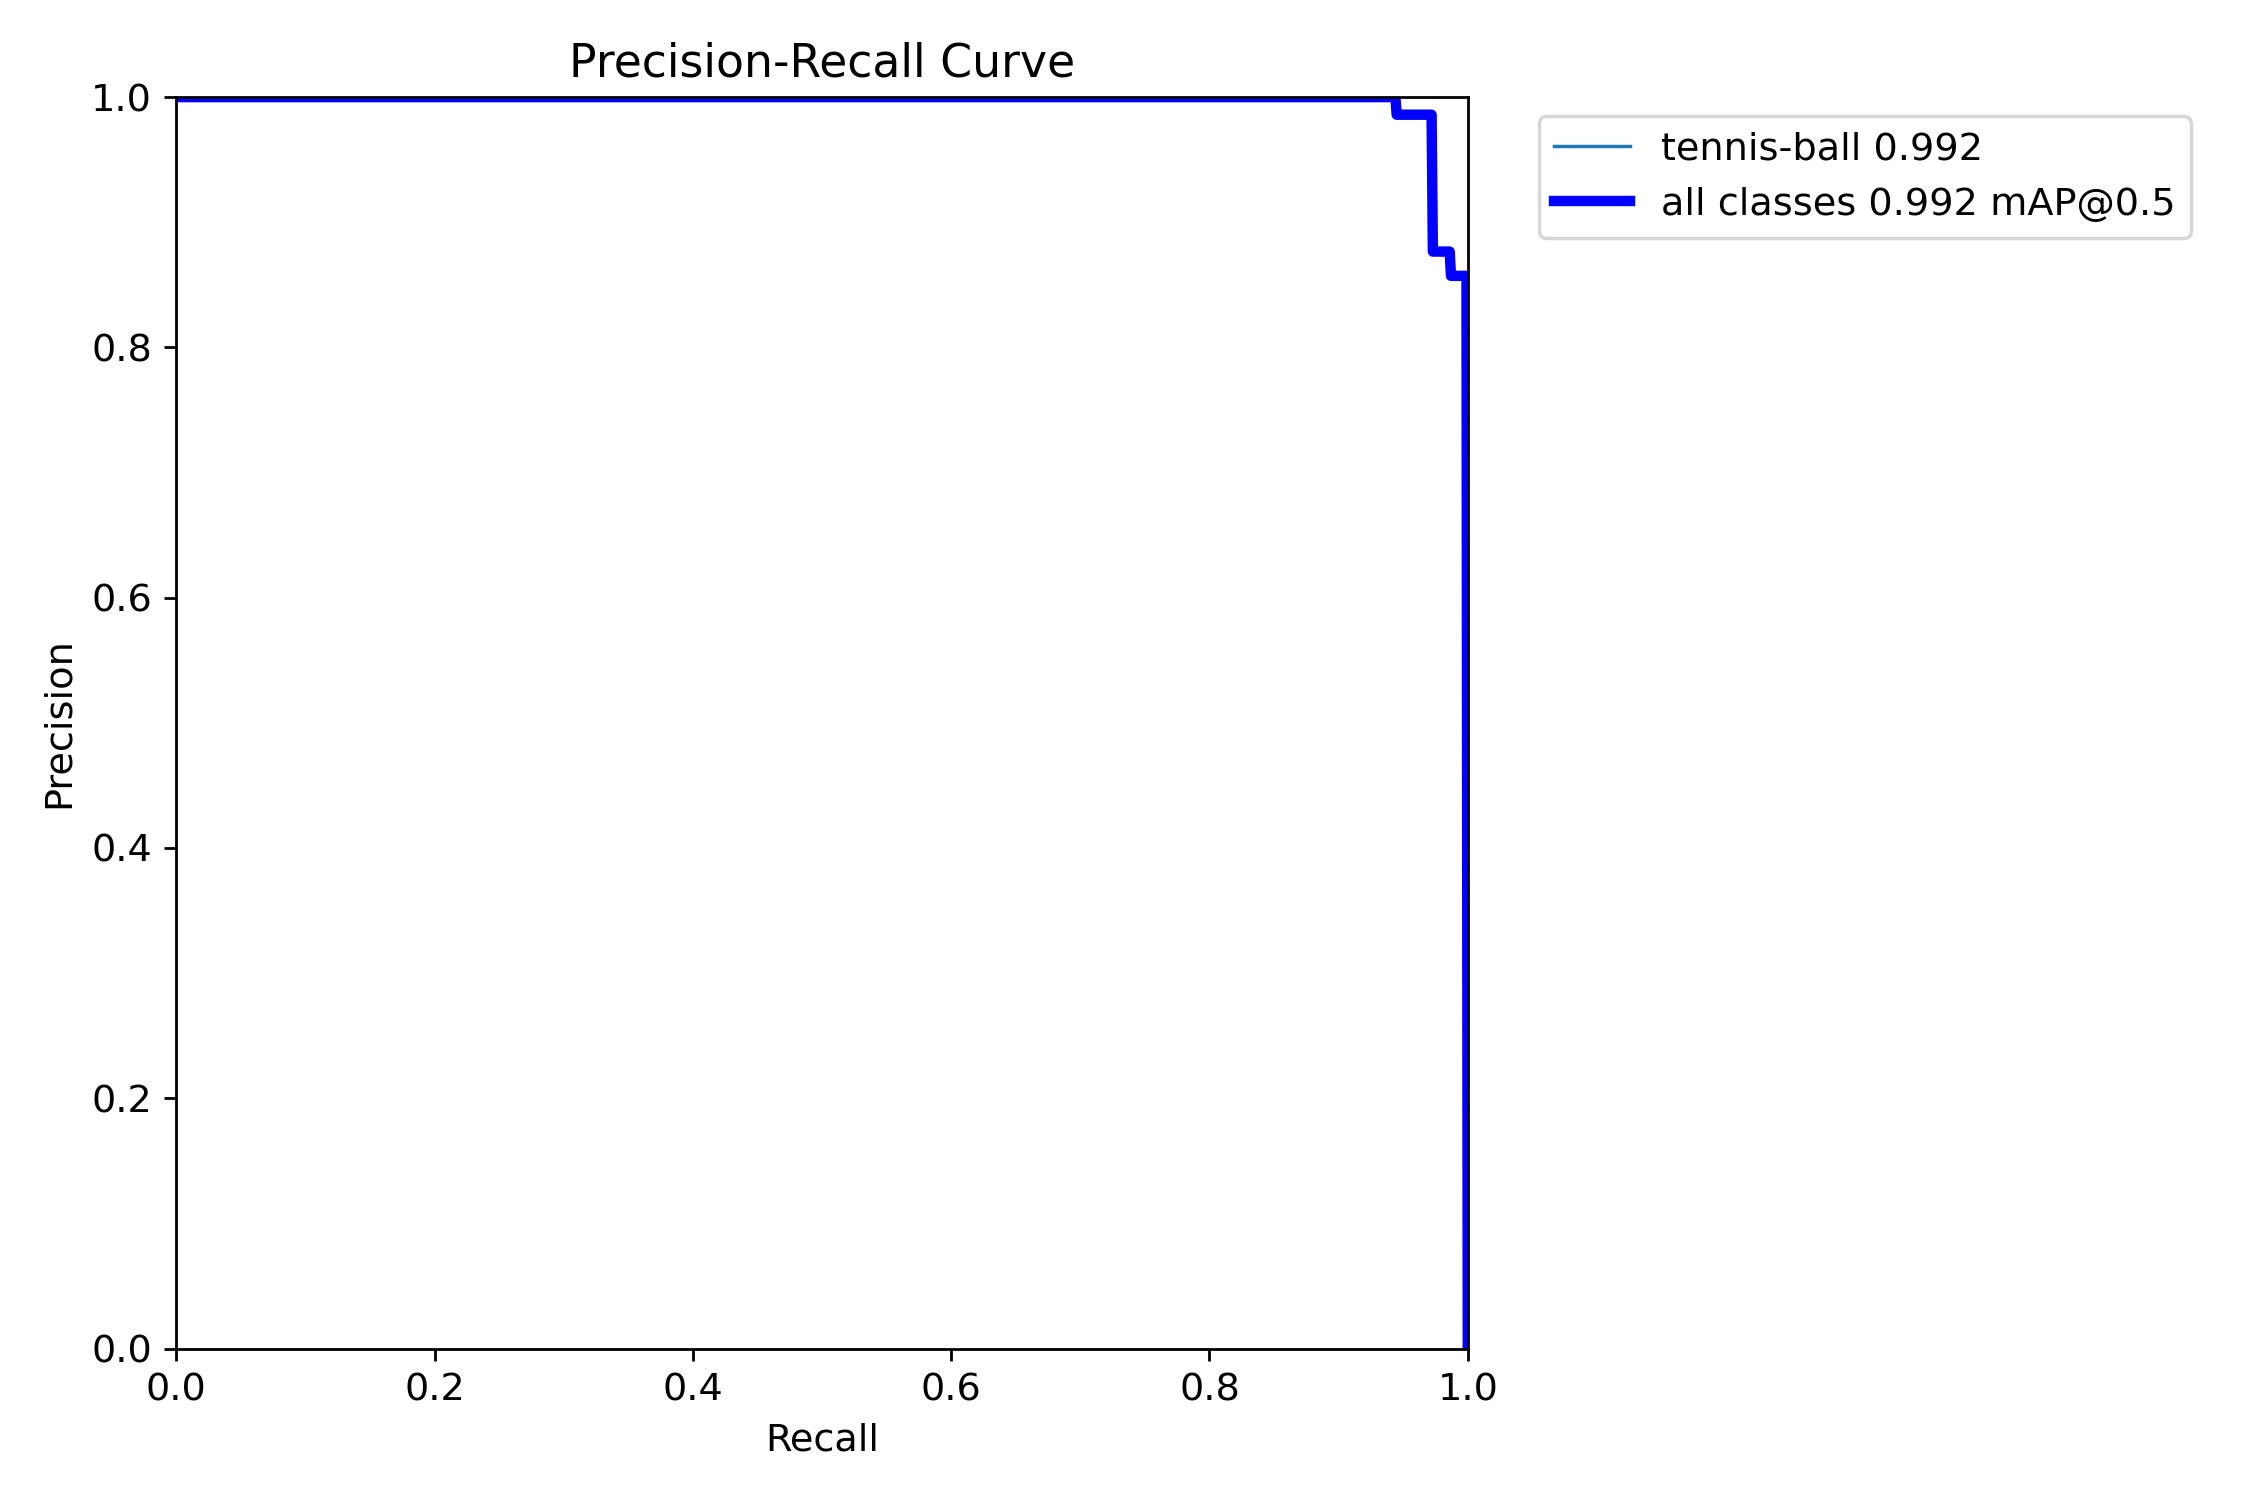 Precision-Recall Curve
tennis-ball 0.992
all classes 0.992 mAP@0.5
1.0
0.8
0.6
0.4
0.2
0.0
Precision
0.0 0.2 0.4 0.6 0.8 1.0
Recall